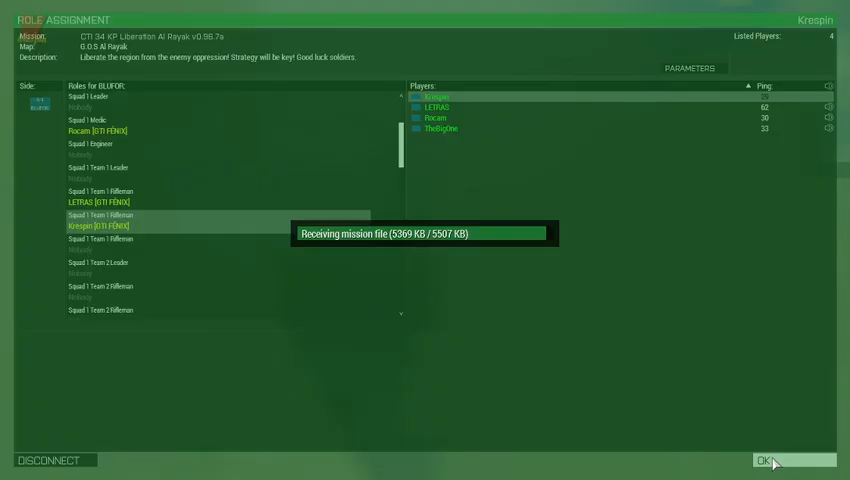 ROLE ASSIGNMENT
Krespin
Mission: CTI 34 KP Liberation Al Rayak v0.96.7a
Listed Players: 4
Map: G.O.S Al Rayak
Description: Liberate the region from the enemy oppression! Strategy will be key! Good luck soldiers.
PARAMETERS
Side:
Roles for BLUFOR:
Players:
Ping:
BLUFOR
Squad 1 Leader
Nobody
Squad 1 Medic
Rocam [GTI FÉNIX]
Squad 1 Engineer
Nobody
Squad 1 Team 1 Leader
Nobody
Squad 1 Team 1 Rifleman
LETRAS [GTI FÉNIX]
Squad 1 Team 1 Rifleman
Krespin [GTI FÉNIX]
Squad 1 Team 1 Rifleman
Nobody
Squad 1 Team 2 Leader
Nobody
Squad 1 Team 2 Rifleman
Nobody
Squad 1 Team 2 Rifleman
Krespin
LETRAS 62
Rocam 30
TheBigOne 33
Receiving mission file (5369 KB / 5507 KB)
DISCONNECT
OK